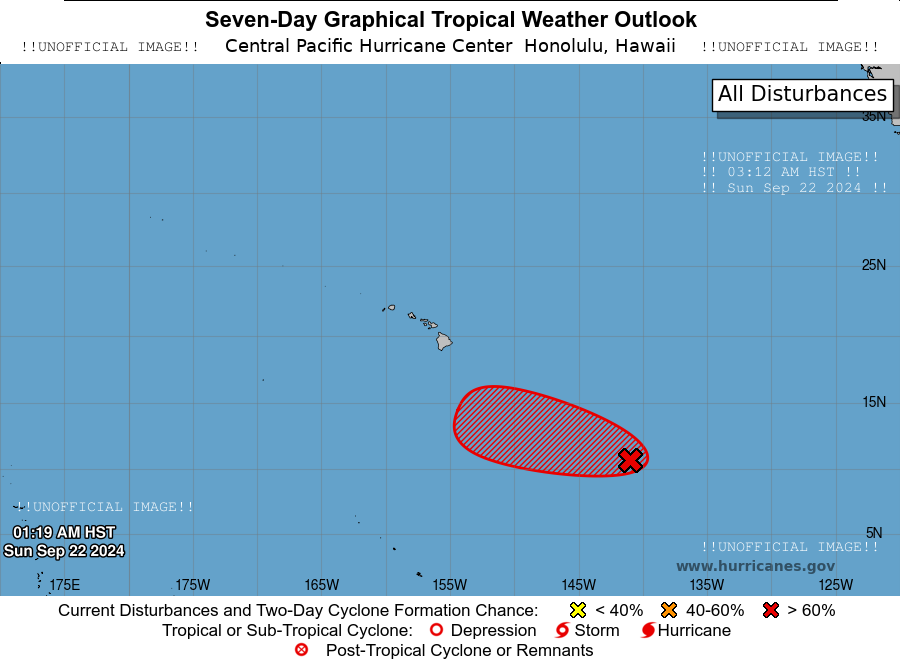 Seven-Day Graphical Tropical Weather Outlook
!!UNOFFICIAL IMAGE!! Central Pacific Hurricane Center Honolulu, Hawaii !!UNOFFICIAL IMAGE!!
All Disturbances
35N
!!UNOFFICIAL IMAGE!!
!! 03:12 AM HST !!
!! Sun Sep 22 2024 !!
25N
15N
!!UNOFFICIAL IMAGE!!
01:19 AM HST
Sun Sep 22 2024
5N
!!UNOFFICIAL IMAGE!!
www.hurricanes.gov
175E 175W 165W 155W 145W 135W 125W
Current Disturbances and Two-Day Cyclone Formation Chance: < 40% 40-60% > 60%
Tropical or Sub-Tropical Cyclone: Depression Storm Hurricane
Post-Tropical Cyclone or Remnants